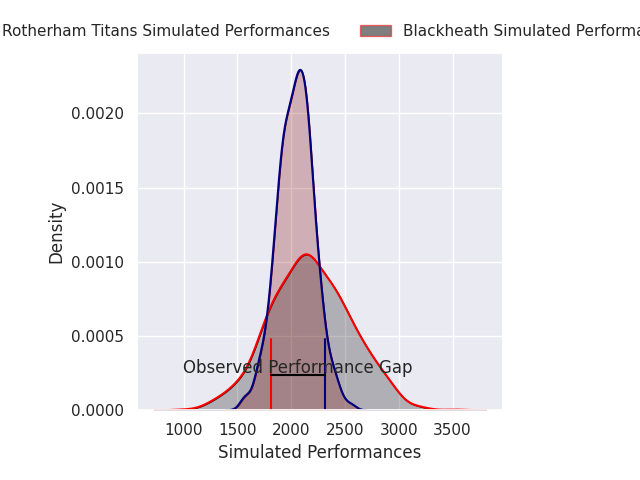 Rotherham Titans Simulated Performances
Blackheath Simulated Performa
0.0020
0.0015
0.0010
0.0005
0.0000
Density
Observed Performance Gap
1000 1500 2000 2500 3000 3500
Simulated Performances